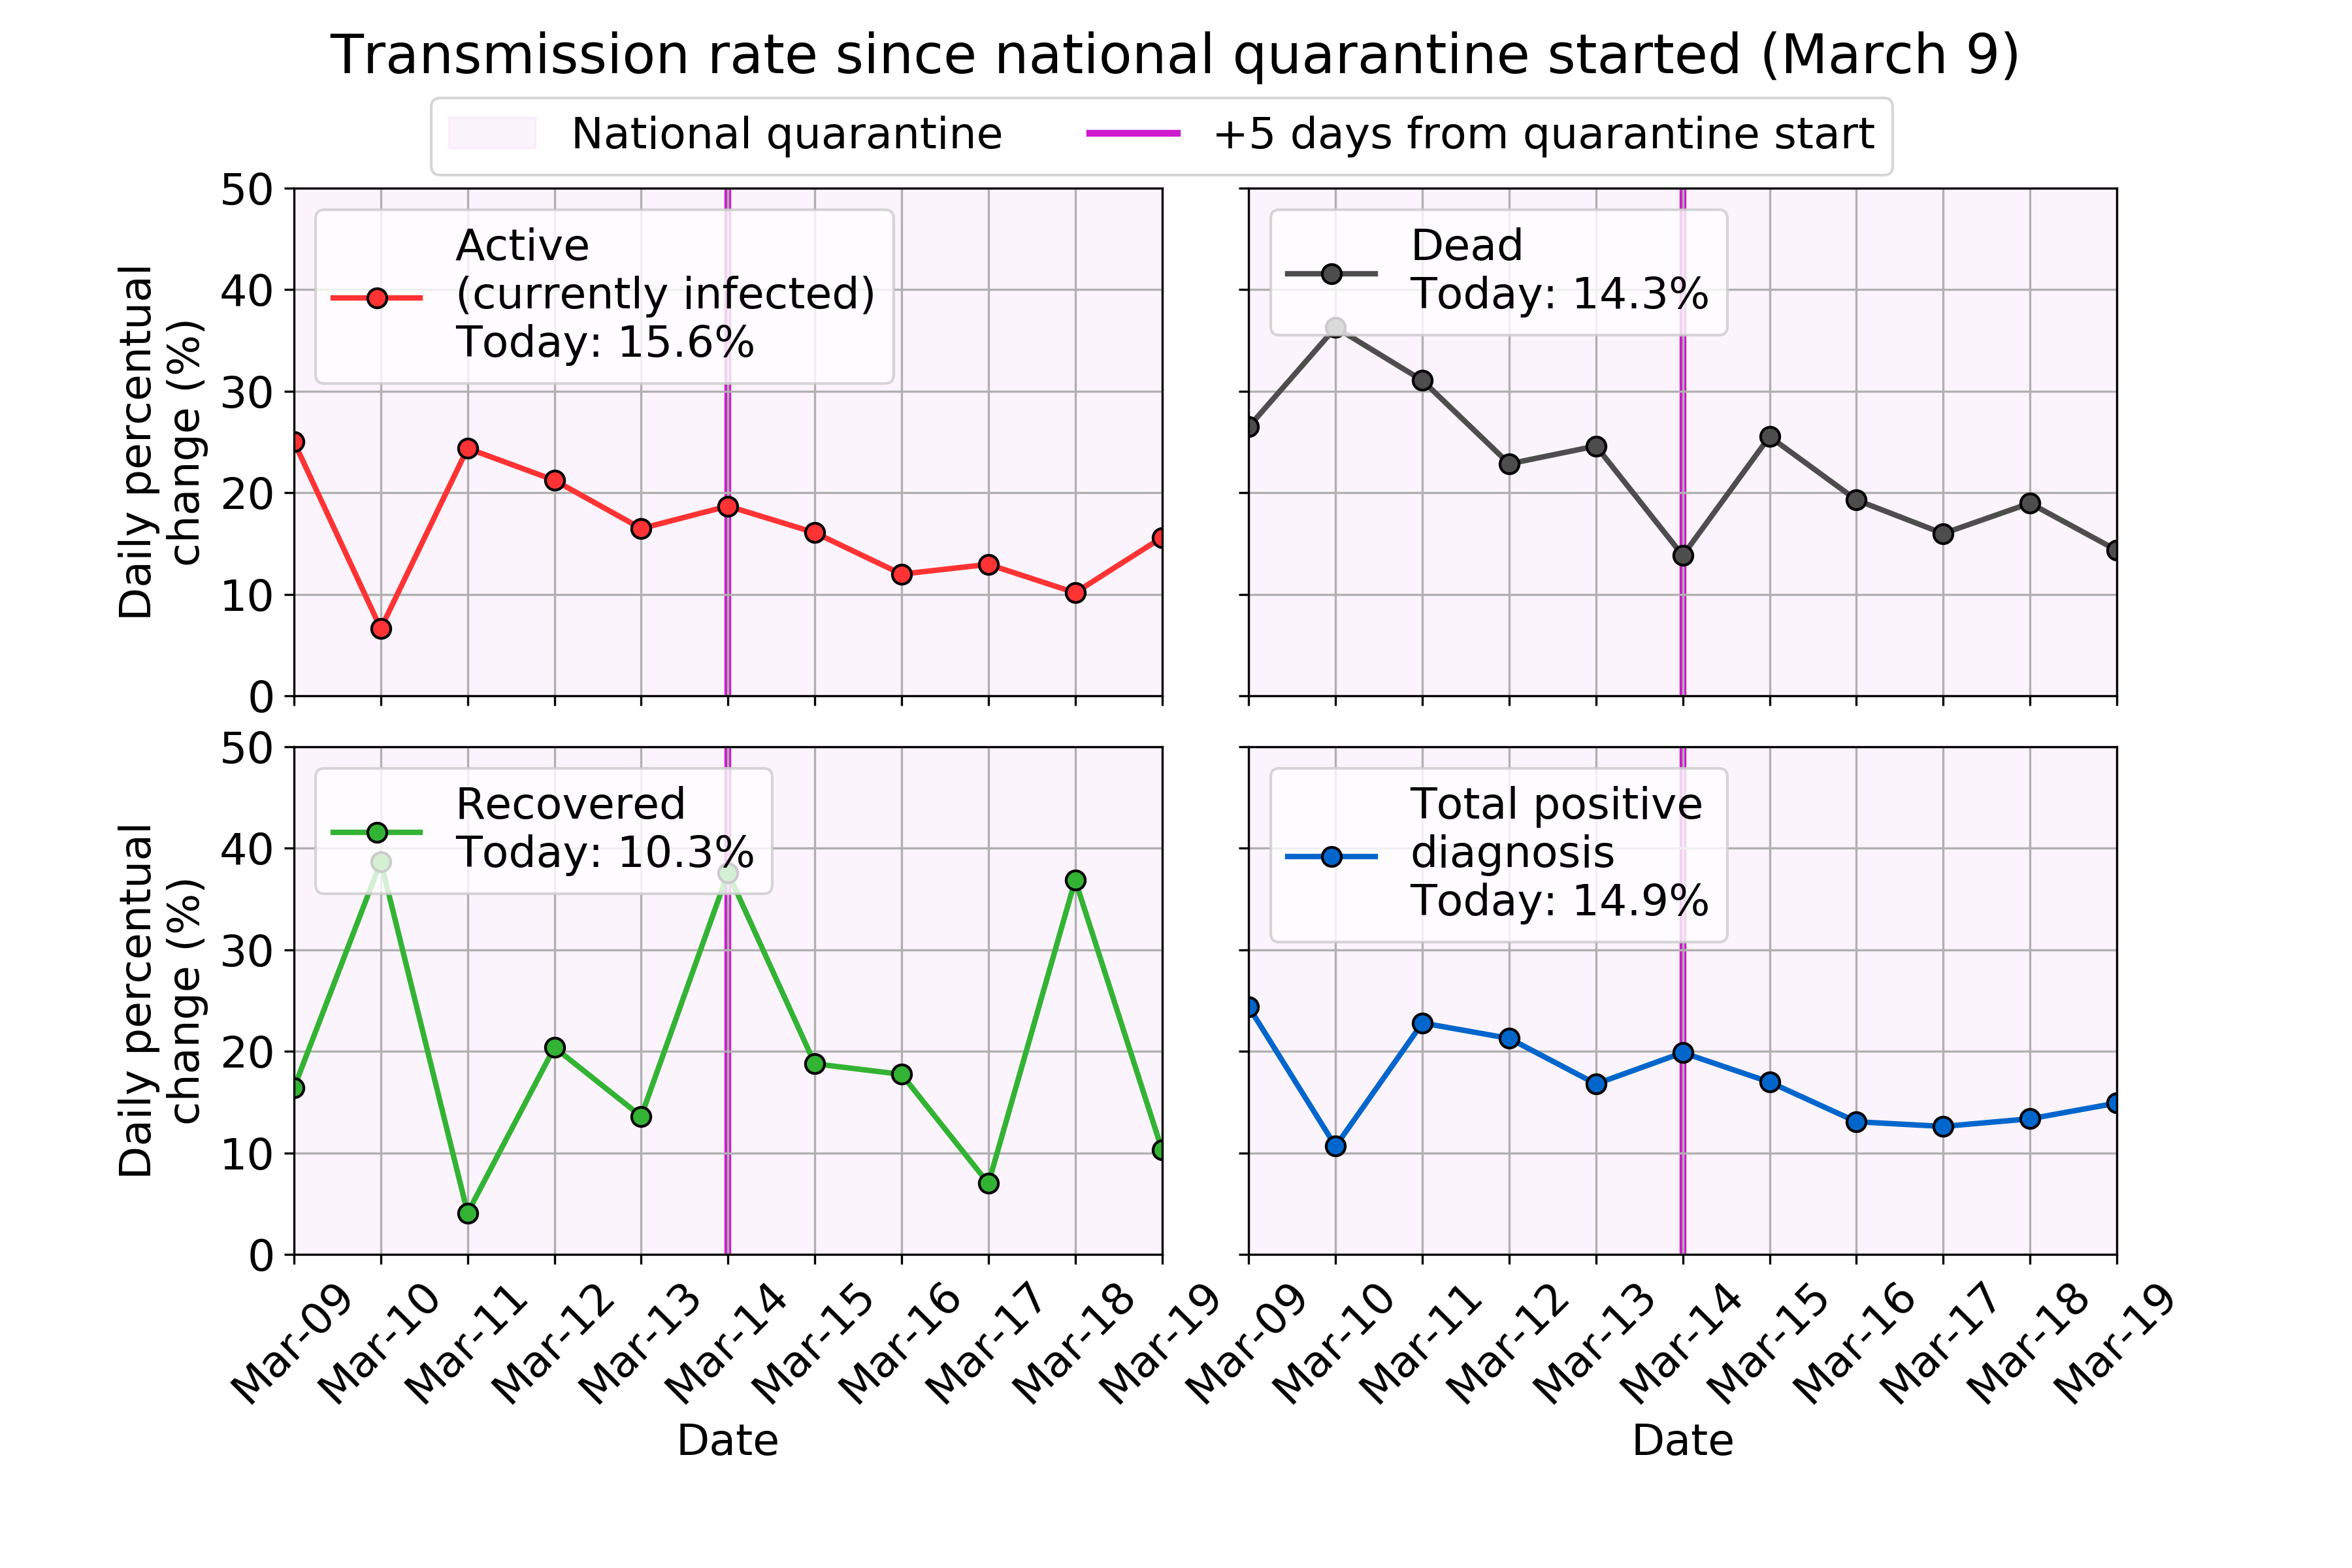 Transmission rate since national quarantine started (March 9)
National quarantine
+5 days from quarantine start
Daily percentual
change (%)
50
40
30
20
10
0
Active
(currently infected)
Today: 15.6%
Dead
Today: 14.3%
Daily percentual
change (%)
50
40
30
20
10
0
Recovered
Today: 10.3%
Total positive
diagnosis
Today: 14.9%
Mar-09
Mar-10
Mar-11
Mar-12
Mar-13
Mar-14
Mar-15
Mar-16
Mar-17
Mar-18
Mar-19
Date
Mar-09
Mar-10
Mar-11
Mar-12
Mar-13
Mar-14
Mar-15
Mar-16
Mar-17
Mar-18
Mar-19
Date